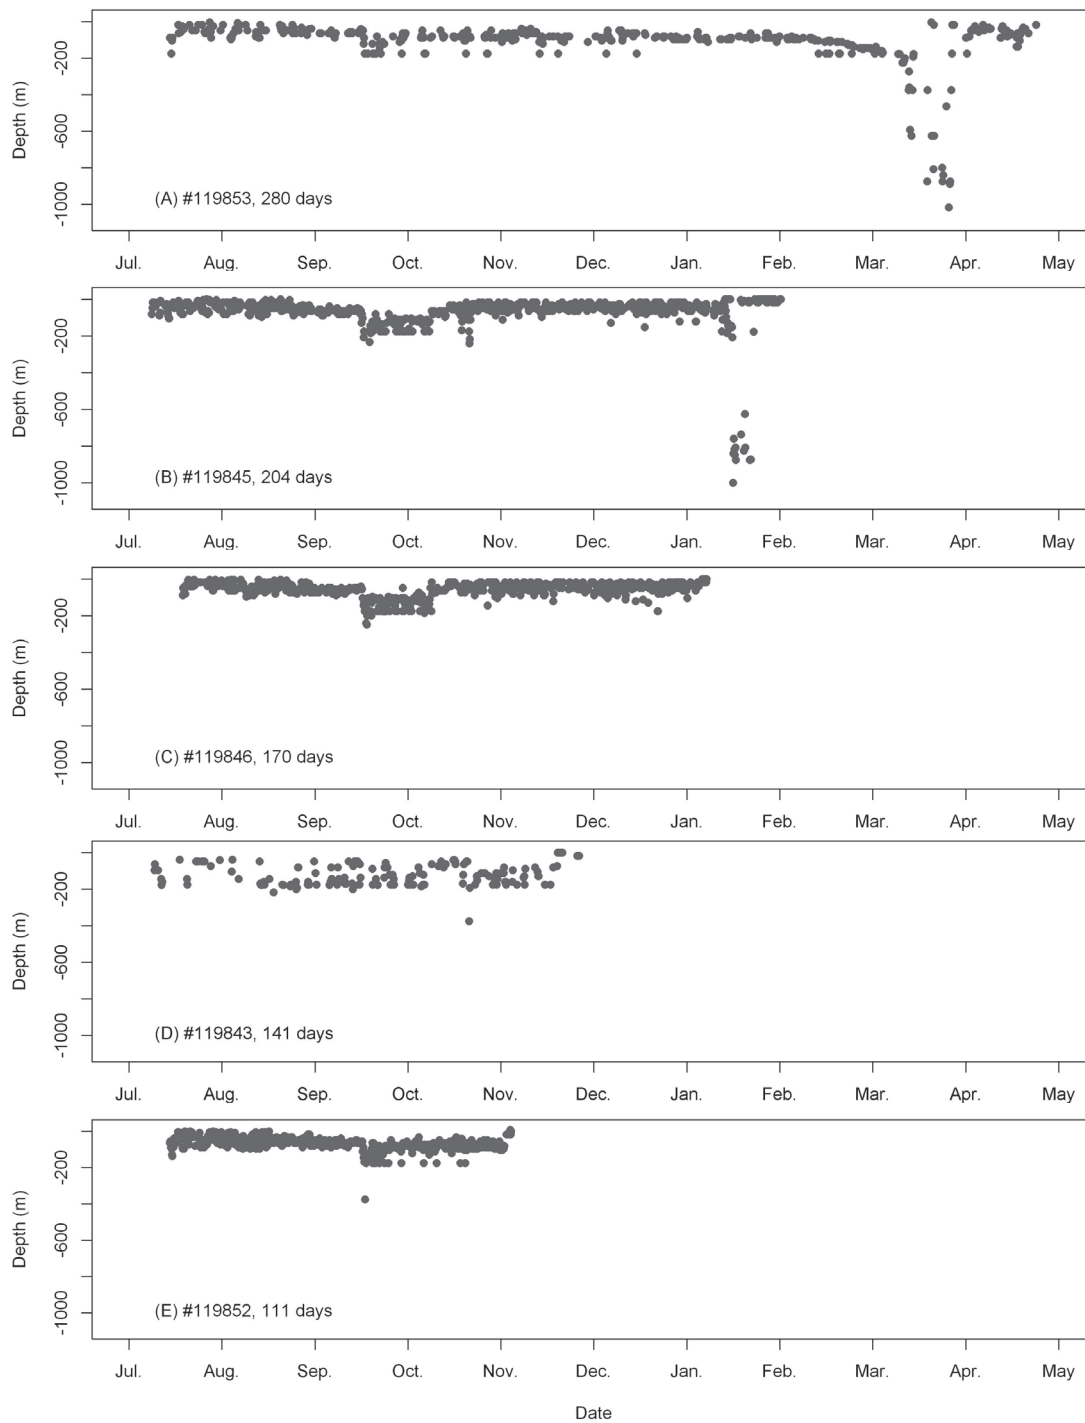 Depth (m)
-200
-600
-1000
(A) #119853, 280 days
Jul. Aug. Sep. Oct. Nov. Dec. Jan. Feb. Mar. Apr. May
Depth (m)
-200
-600
-1000
(B) #119845, 204 days
Jul. Aug. Sep. Oct. Nov. Dec. Jan. Feb. Mar. Apr. May
Depth (m)
-200
-600
-1000
(C) #119846, 170 days
Jul. Aug. Sep. Oct. Nov. Dec. Jan. Feb. Mar. Apr. May
Depth (m)
-200
-600
-1000
(D) #119843, 141 days
Jul. Aug. Sep. Oct. Nov. Dec. Jan. Feb. Mar. Apr. May
Depth (m)
-200
-600
-1000
(E) #119852, 111 days
Jul. Aug. Sep. Oct. Nov. Dec. Jan. Feb. Mar. Apr. May
Date